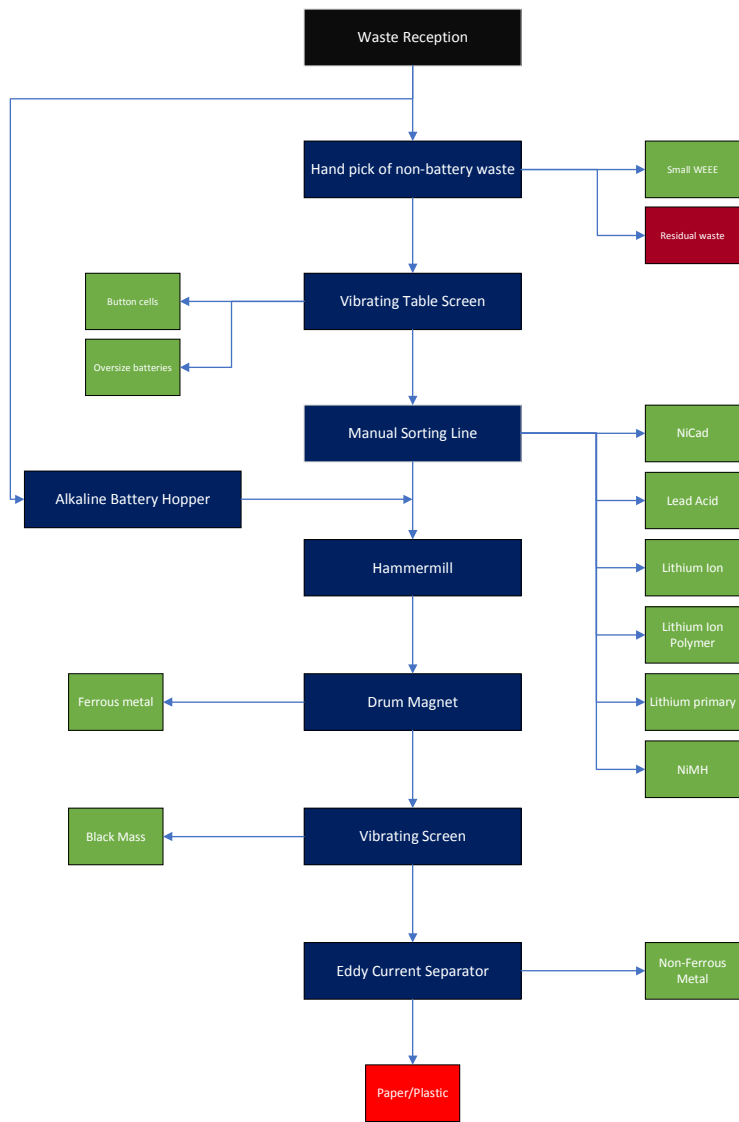 Waste Reception
Hand pick of non-battery waste
Small WEEE
Residual waste
Vibrating Table Screen
Button cells
Oversize batteries
Manual Sorting Line
NiCad
Alkaline Battery Hopper
Lead Acid
Hammermill
Lithium Ion
Lithium Ion
Polymer
Ferrous metal
Drum Magnet
Lithium primary
NiMH
Black Mass
Vibrating Screen
Eddy Current Separator
Non-Ferrous
Metal
Paper/Plastic